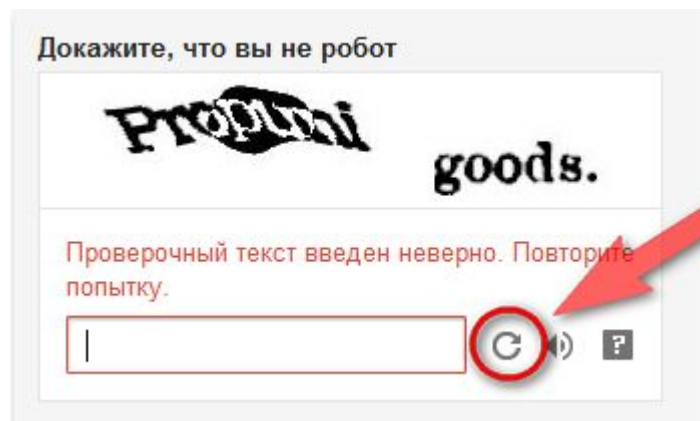 Докажите, что вы не робот
goods.
Проверочный текст введен неверно. Повторите
попытку.
?